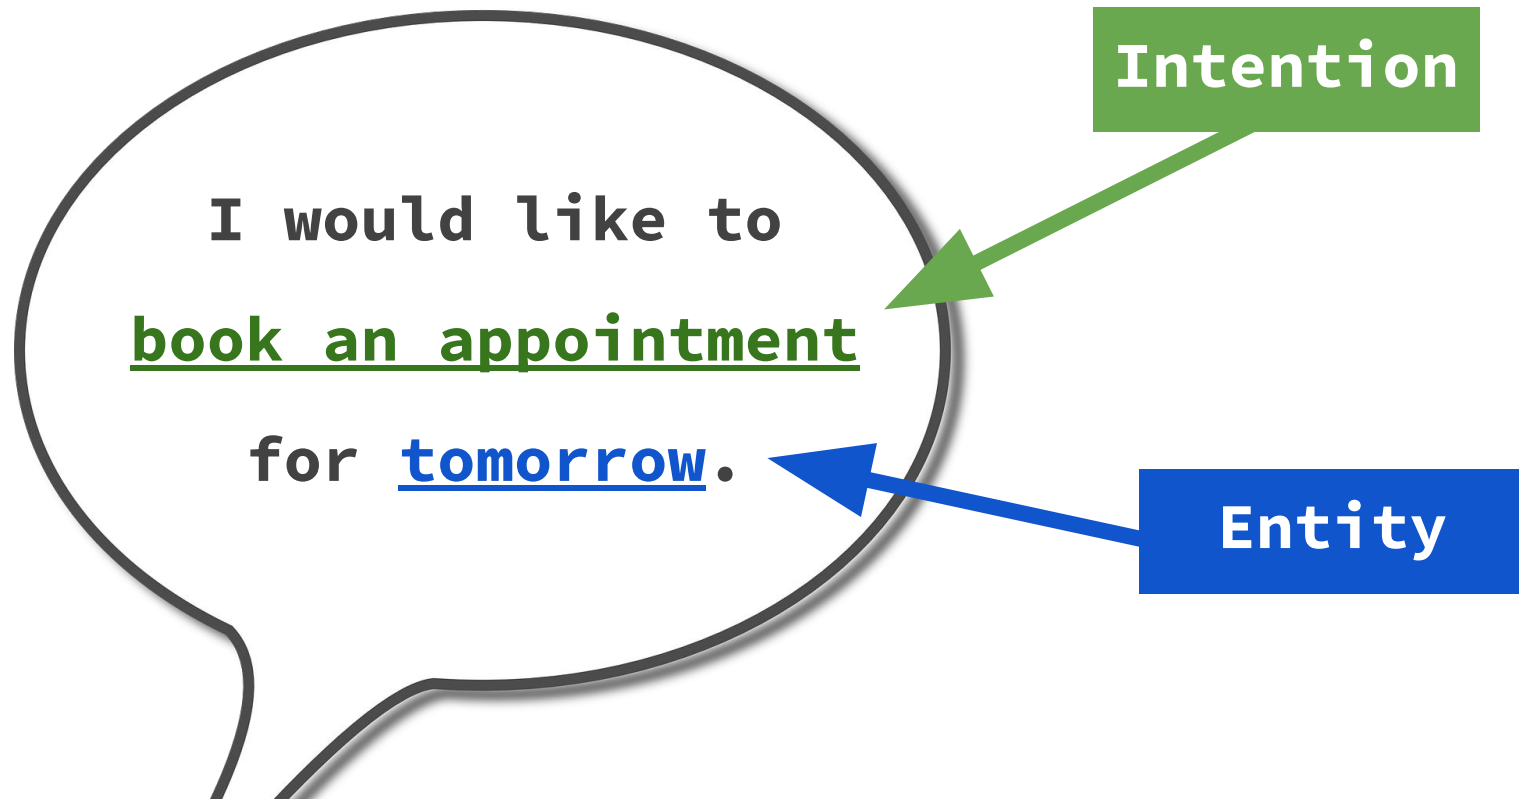 Intention
I would like to
book an appointment
for tomorrow.
Entity